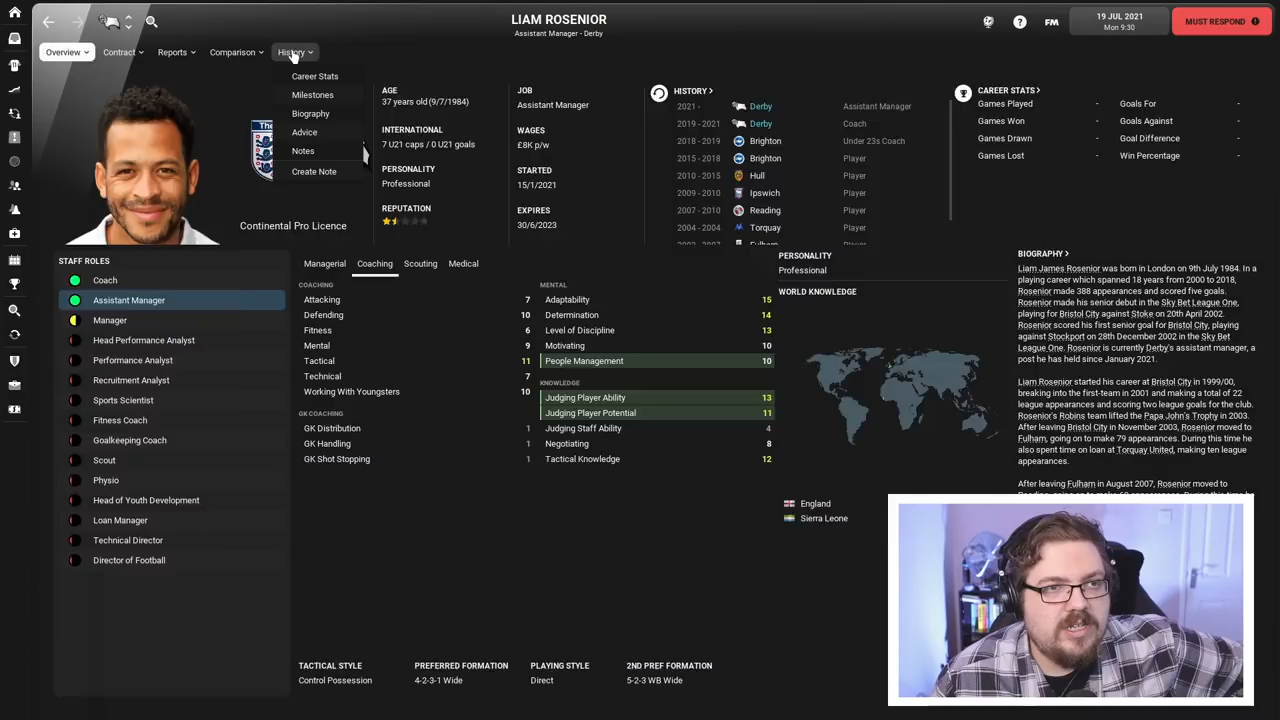 LIAM ROSENIOR
Assistant Manager - Derby
FM
19 JUL 2021
Mon 9:30
MUST RESPOND
Overview
Contract
Reports
Comparison
History
Career Stats
Milestones
Biography
Advice
Notes
Create Note
The
Continental Pro Licence
AGE
37 years old (9/7/1984)
INTERNATIONAL
7 U21 caps / 0 U21 goals
PERSONALITY
Professional
REPUTATION
JOB
Assistant Manager
WAGES
£8K p/w
STARTED
15/1/2021
EXPIRES
30/6/2023
HISTORY
2021 - Derby Assistant Manager
2019 - 2021 Derby Coach
2018 - 2019 Brighton Under 23s Coach
2015 - 2018 Brighton Player
2010 - 2015 Hull Player
2009 - 2010 Ipswich Player
2007 - 2010 Reading Player
2004 - 2004 Torquay Player
CAREER STATS
Games Played - Goals For -
Games Won - Goals Against -
Games Drawn - Goal Difference -
Games Lost - Win Percentage -
STAFF ROLES
Coach
Assistant Manager
Manager
Head Performance Analyst
Performance Analyst
Recruitment Analyst
Sports Scientist
Fitness Coach
Goalkeeping Coach
Scout
Physio
Head of Youth Development
Loan Manager
Technical Director
Director of Football
Managerial Coaching Scouting Medical
COACHING
Attacking 7
Defending 10
Fitness 6
Mental 9
Tactical 11
Technical 7
Working With Youngsters 10
GK COACHING
GK Distribution 1
GK Handling 1
GK Shot Stopping 1
MENTAL
Adaptability 15
Determination 14
Level of Discipline 13
Motivating 10
People Management 10
KNOWLEDGE
Judging Player Ability 13
Judging Player Potential 11
Judging Staff Ability 4
Negotiating 8
Tactical Knowledge 12
PERSONALITY
Professional
WORLD KNOWLEDGE
England
Sierra Leone
BIOGRAPHY
Liam James Rosenior was born in London on 9th July 1984. In a
playing career which spanned 18 years from 2000 to 2018,
Rosenior made 388 appearances and scored five goals.
Rosenior made his senior debut in the Sky Bet League One,
playing for Bristol City against Stoke on 20th April 2002.
Rosenior scored his first senior goal for Bristol City, playing
against Stockport on 28th December 2002 in the Sky Bet
League One. Rosenior is currently Derby's assistant manager, a
post he has held since January 2021.
Liam Rosenior started his career at Bristol City in 1999/00,
breaking into the first-team in 2001 and making a total of 22
league appearances and scoring two league goals for the club.
Rosenior's Robins team lifted the Papa John's Trophy in 2003.
After leaving Bristol City in November 2003, Rosenior moved to
Fulham, going on to make 79 appearances. During this time he
also spent time on loan at Torquay United, making ten league
appearances.
After leaving Fulham in August 2007, Rosenior moved to
TACTICAL STYLE
Control Possession
PREFERRED FORMATION
4-2-3-1 Wide
PLAYING STYLE
Direct
2ND PREF FORMATION
5-2-3 WB Wide